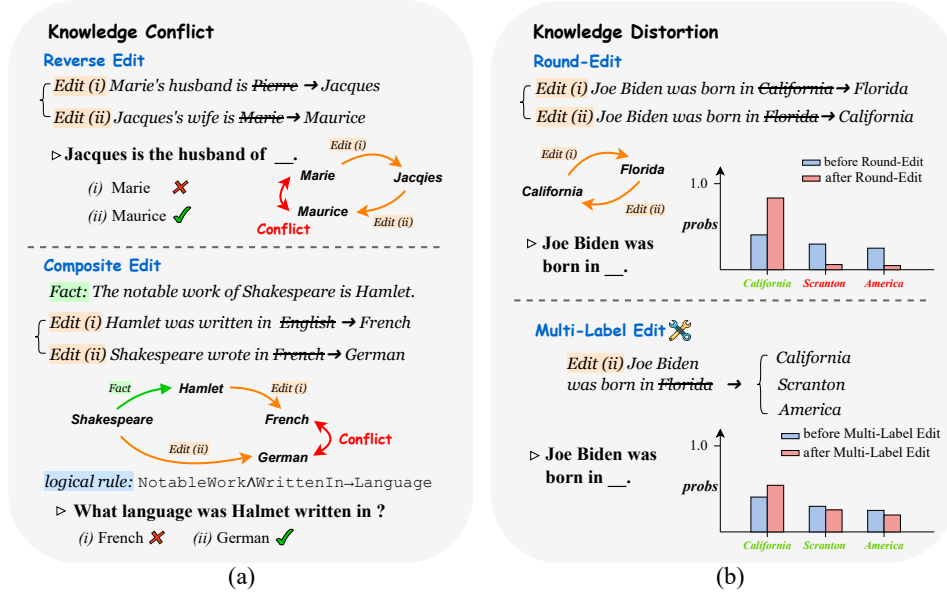 Knowledge Conflict
Reverse Edit
Edit (i) Marie's husband is Pierre → Jacques
Edit (ii) Jacques's wife is Marie → Maurice
▷ Jacques is the husband of __.
(i) Marie ✗
(ii) Maurice ✓
Edit (i)
Marie
Jacqies
Maurice
Edit (ii)
Conflict
Composite Edit
Fact: The notable work of Shakespeare is Hamlet.
Edit (i) Hamlet was written in English → French
Edit (ii) Shakespeare wrote in French → German
Fact
Hamlet
Edit (i)
Shakespeare
French
Edit (ii)
Conflict
German
logical rule: NotableWork∧WrittenIn→Language
▷ What language was Halmet written in ?
(i) French ✗ (ii) German ✓
(a)
Knowledge Distortion
Round-Edit
Edit (i) Joe Biden was born in California → Florida
Edit (ii) Joe Biden was born in Florida → California
Edit (i)
Florida
California
Edit (ii)
▷ Joe Biden was
born in __.
before Round-Edit
after Round-Edit
1.0
probs
California Scranton America
Multi-Label Edit
Edit (ii) Joe Biden
was born in Florida →
California
Scranton
America
▷ Joe Biden was
born in __.
before Multi-Label Edit
after Multi-Label Edit
1.0
probs
California Scranton America
(b)